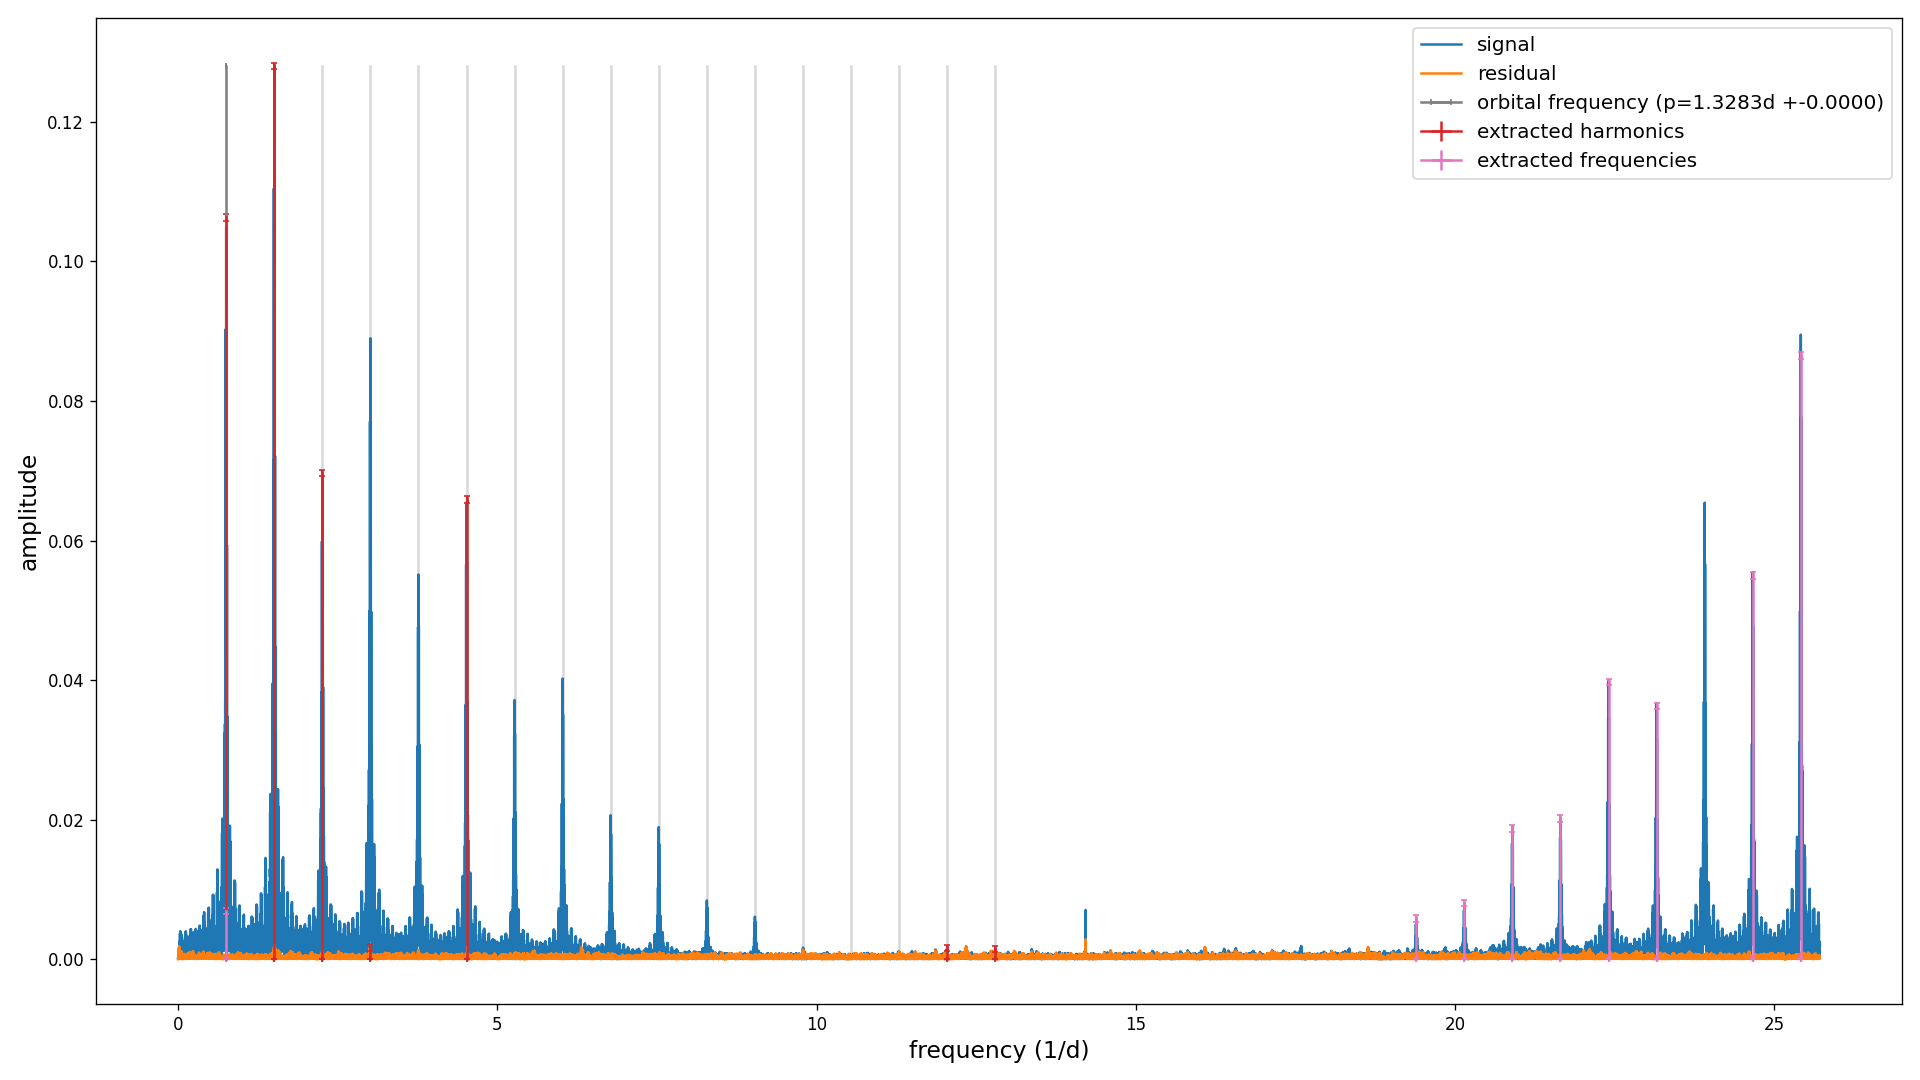 signal
residual
orbital frequency (p=1.3283d +-0.0000)
extracted harmonics
extracted frequencies
amplitude
0.12
0.10
0.08
0.06
0.04
0.02
0.00
0 5 10 15 20 25
frequency (1/d)